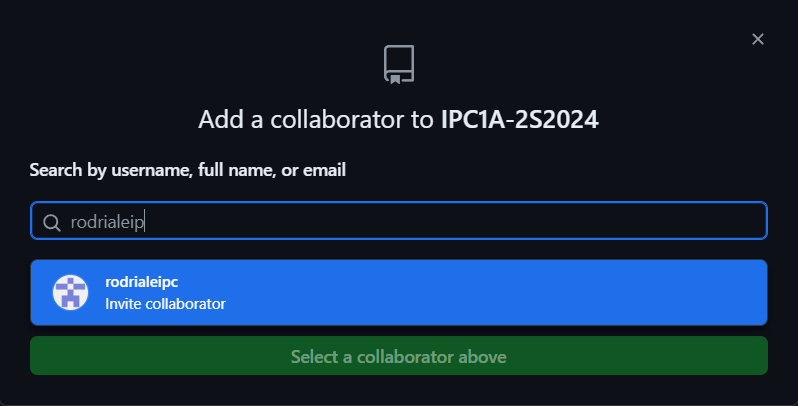 Add a collaborator to IPC1A-2S2024
Search by username, full name, or email
rodrialeip
rodrialeipc
Invite collaborator
Select a collaborator above